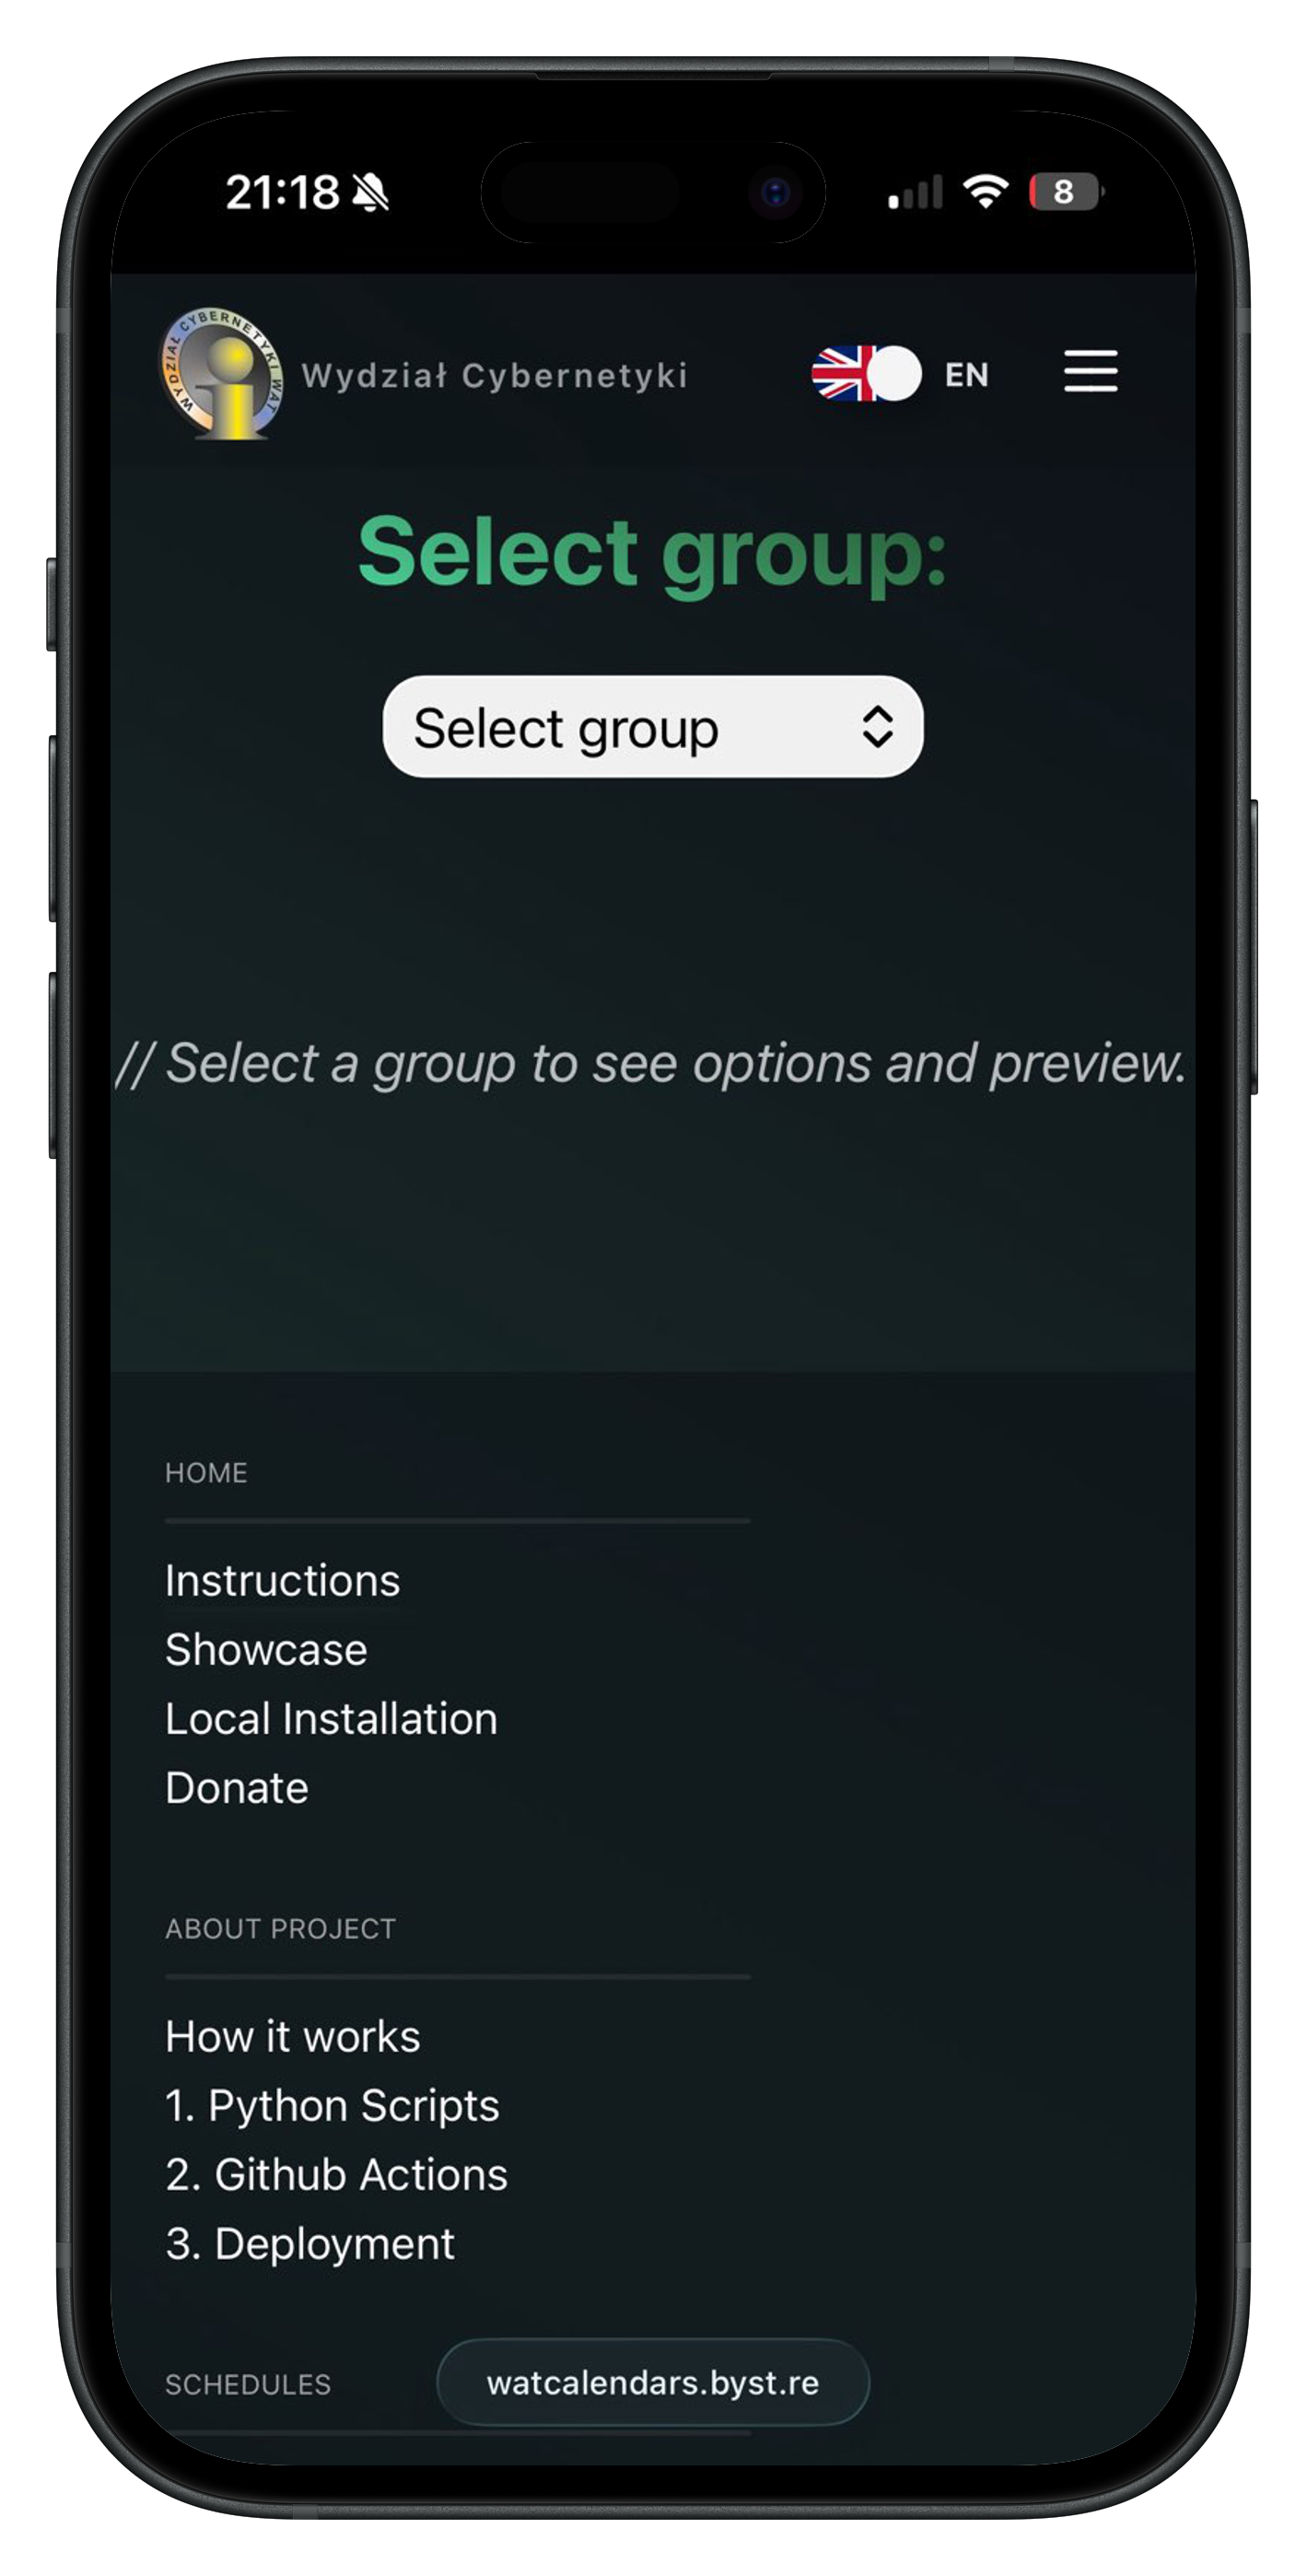 21:18
8
WYDZIAŁ CYBERNETYKI WAT
Wydział Cybernetyki
EN
Select group:
Select group
// Select a group to see options and preview.
HOME
Instructions
Showcase
Local Installation
Donate
ABOUT PROJECT
How it works
1. Python Scripts
2. Github Actions
3. Deployment
SCHEDULES
watcalendars.byst.re